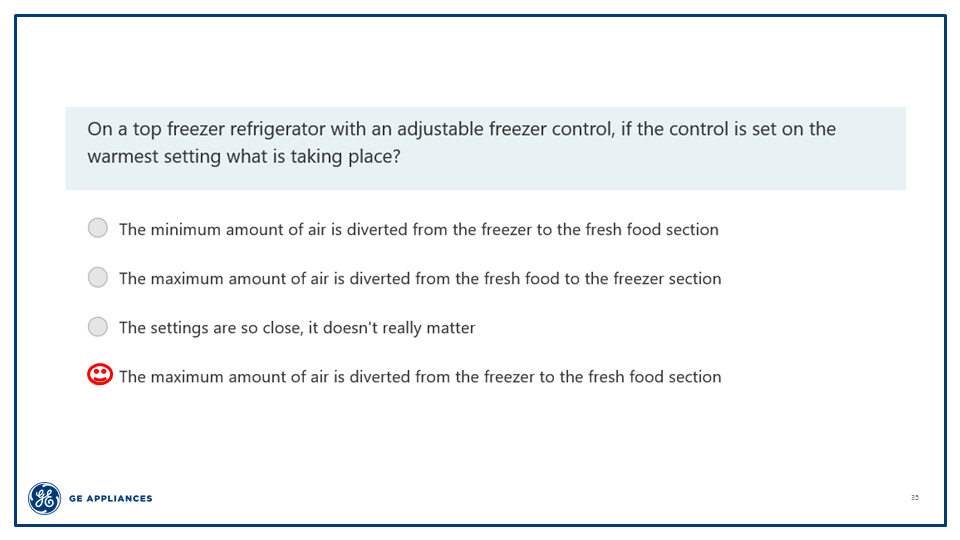 On a top freezer refrigerator with an adjustable freezer control, if the control is set on the
warmest setting what is taking place?
The minimum amount of air is diverted from the freezer to the fresh food section
The maximum amount of air is diverted from the fresh food to the freezer section
The settings are so close, it doesn't really matter
The maximum amount of air is diverted from the freezer to the fresh food section
GE GE APPLIANCES
35